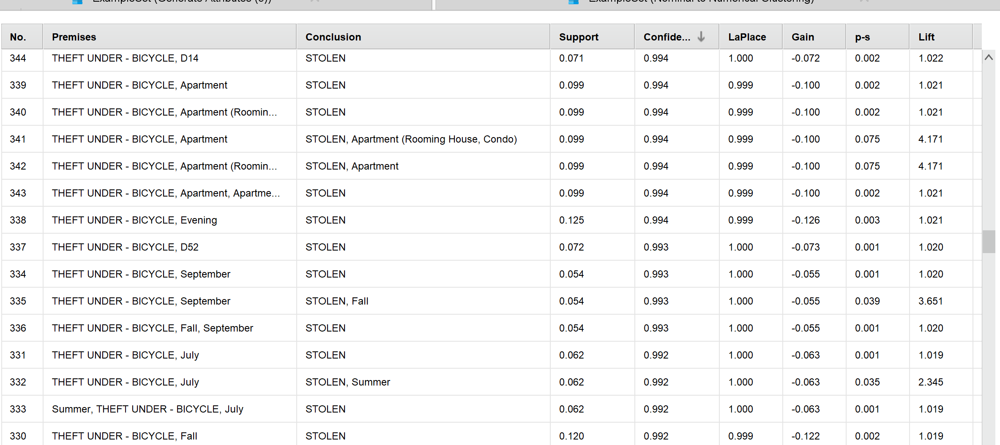 ExampleSet (Generate Attributes (3)) ExampleSet (Nominal to Numerical Clustering)
No. Premises Conclusion Support Confide... LaPlace Gain p-s Lift
344 THEFT UNDER - BICYCLE, D14 STOLEN 0.071 0.994 1.000 -0.072 0.002 1.022
339 THEFT UNDER - BICYCLE, Apartment STOLEN 0.099 0.994 0.999 -0.100 0.002 1.021
340 THEFT UNDER - BICYCLE, Apartment (Roomin... STOLEN 0.099 0.994 0.999 -0.100 0.002 1.021
341 THEFT UNDER - BICYCLE, Apartment STOLEN, Apartment (Rooming House, Condo) 0.099 0.994 0.999 -0.100 0.075 4.171
342 THEFT UNDER - BICYCLE, Apartment (Roomin... STOLEN, Apartment 0.099 0.994 0.999 -0.100 0.075 4.171
343 THEFT UNDER - BICYCLE, Apartment, Apartme... STOLEN 0.099 0.994 0.999 -0.100 0.002 1.021
338 THEFT UNDER - BICYCLE, Evening STOLEN 0.125 0.994 0.999 -0.126 0.003 1.021
337 THEFT UNDER - BICYCLE, D52 STOLEN 0.072 0.993 1.000 -0.073 0.001 1.020
334 THEFT UNDER - BICYCLE, September STOLEN 0.054 0.993 1.000 -0.055 0.001 1.020
335 THEFT UNDER - BICYCLE, September STOLEN, Fall 0.054 0.993 1.000 -0.055 0.039 3.651
336 THEFT UNDER - BICYCLE, Fall, September STOLEN 0.054 0.993 1.000 -0.055 0.001 1.020
331 THEFT UNDER - BICYCLE, July STOLEN 0.062 0.992 1.000 -0.063 0.001 1.019
332 THEFT UNDER - BICYCLE, July STOLEN, Summer 0.062 0.992 1.000 -0.063 0.035 2.345
333 Summer, THEFT UNDER - BICYCLE, July STOLEN 0.062 0.992 1.000 -0.063 0.001 1.019
330 THEFT UNDER - BICYCLE, Fall STOLEN 0.120 0.992 0.999 -0.122 0.002 1.019